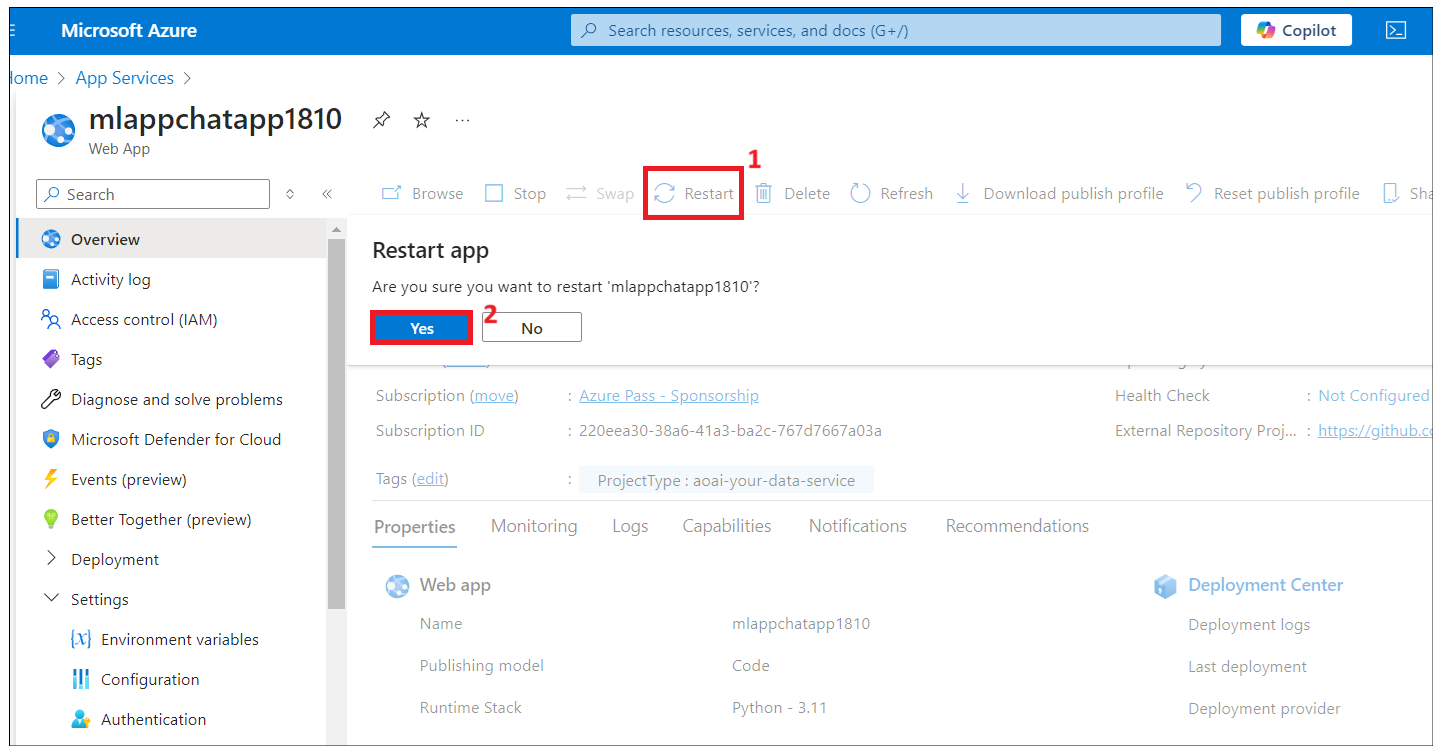 Microsoft Azure
Search resources, services, and docs (G+/)
Copilot
Home > App Services >
mlappchatapp1810
Web App
Search
Browse Stop Swap Restart Delete Refresh Download publish profile Reset publish profile Sha
1
Overview
Activity log
Access control (IAM)
Tags
Diagnose and solve problems
Microsoft Defender for Cloud
Events (preview)
Better Together (preview)
Deployment
Settings
Environment variables
Configuration
Authentication
Restart app
Are you sure you want to restart 'mlappchatapp1810'?
Yes
2
No
Subscription (move) : Azure Pass - Sponsorship
Subscription ID : 220eea30-38a6-41a3-ba2c-767d7667a03a
Tags (edit) : ProjectType : aoai-your-data-service
Health Check : Not Configured
External Repository Proj... : https://github.co
Properties Monitoring Logs Capabilities Notifications Recommendations
Web app
Name mlappchatapp1810
Publishing model Code
Runtime Stack Python - 3.11
Deployment Center
Deployment logs
Last deployment
Deployment provider